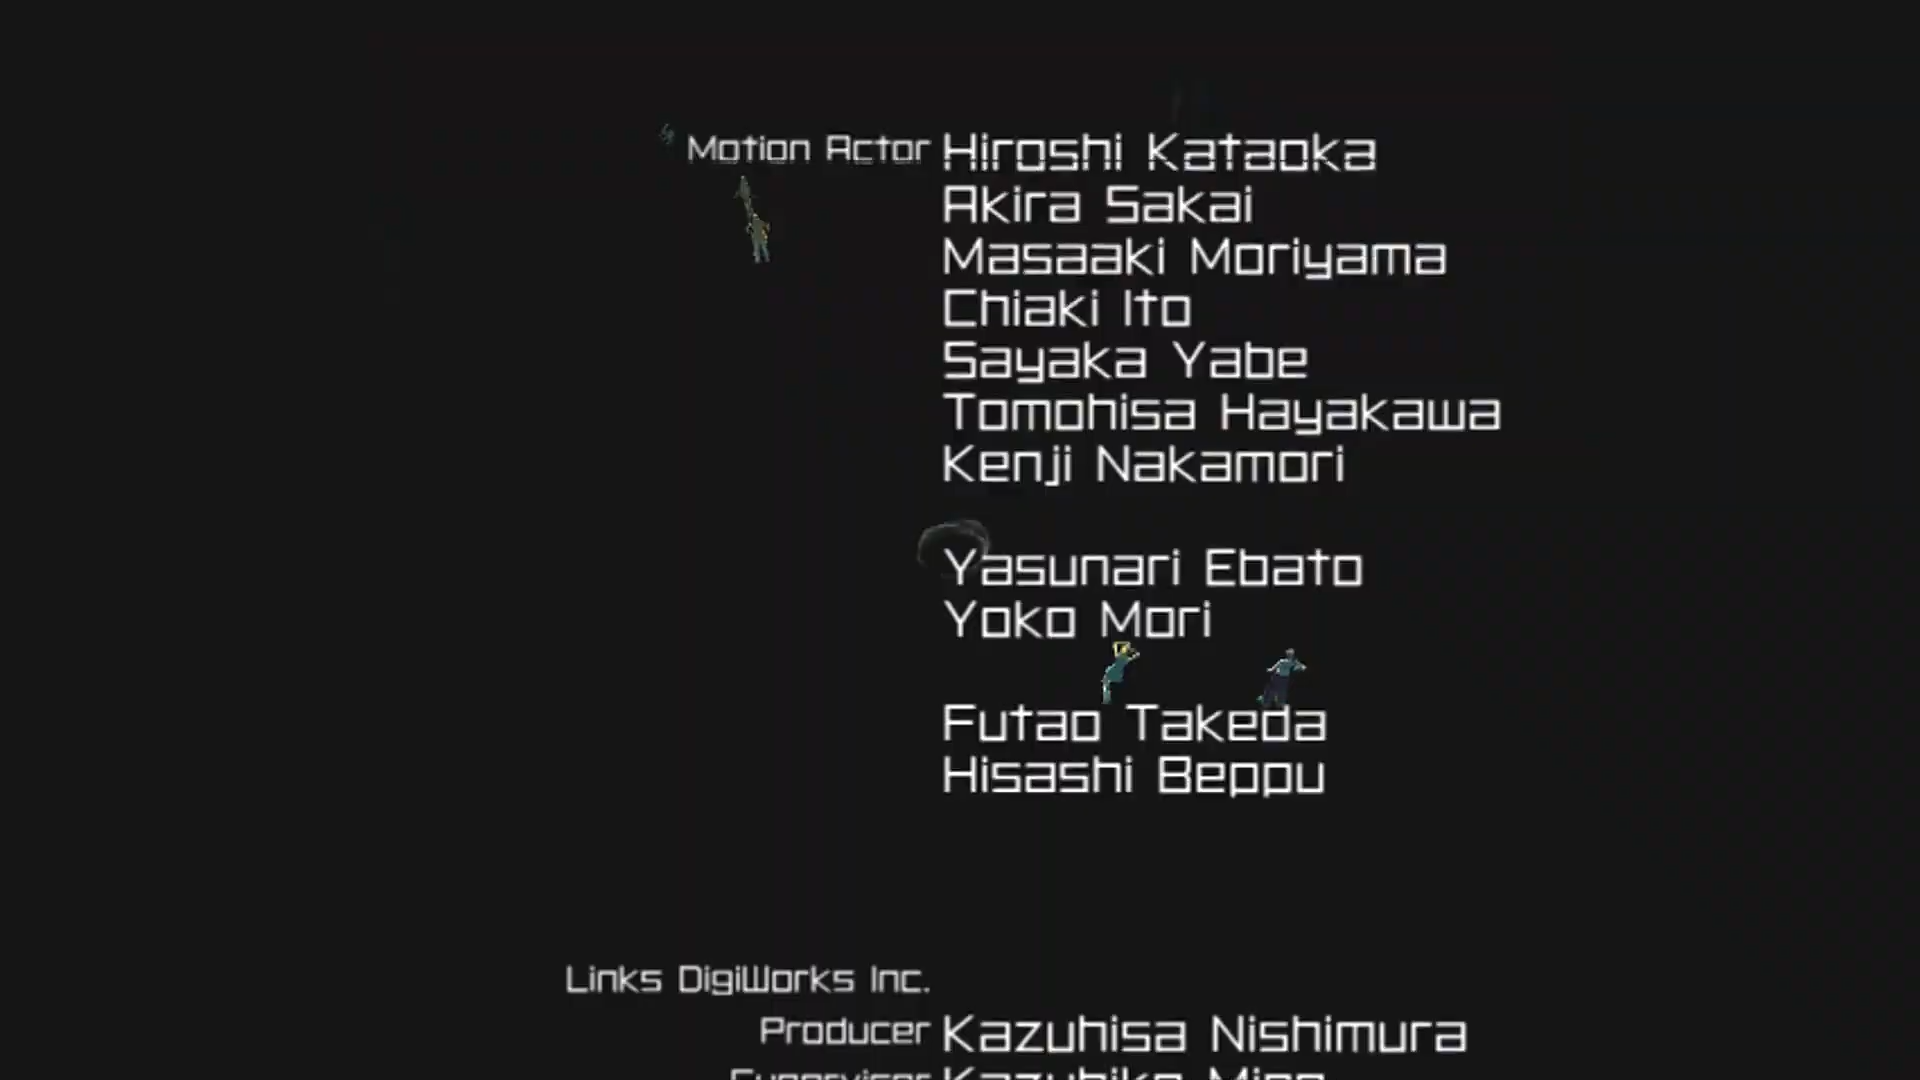 Motion Actor Hiroshi Kataoka
Akira Sakai
Masaaki Moriyama
Chiaki Ito
Sayaka Yabe
Tomohisa Hayakawa
Kenji Nakamori
Yasunari Ebato
Yoko Mori
Futao Takeda
Hisashi Beppu
Links DigiWorks Inc.
Producer Kazuhisa Nishimura